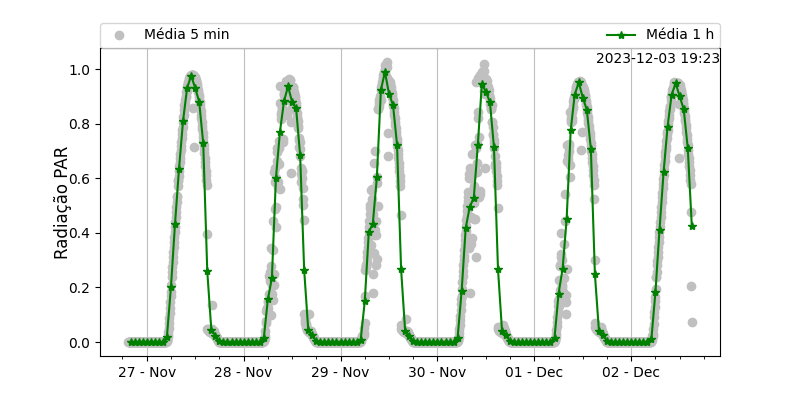 Média 5 min
Média 1 h
2023-12-03 19:23
Radiação PAR
1.0
0.8
0.6
0.4
0.2
0.0
27 - Nov
28 - Nov
29 - Nov
30 - Nov
01 - Dec
02 - Dec